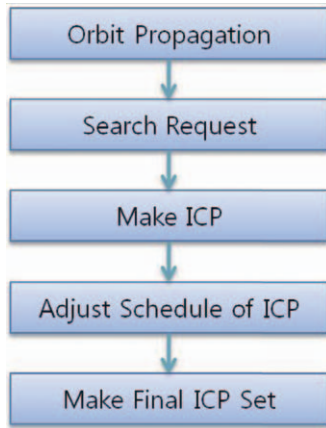 Orbit Propagation
Search Request
Make ICP
Adjust Schedule of ICP
Make Final ICP Set